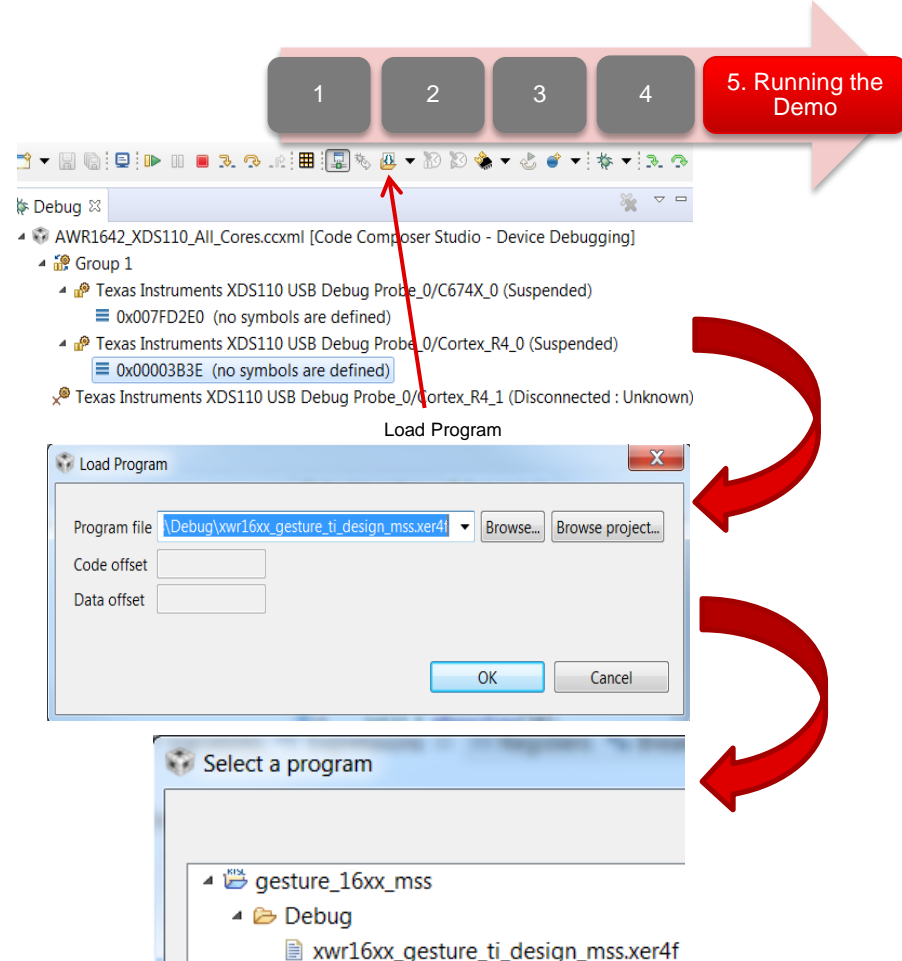 1
2
3
4
5. Running the
Demo
Debug
AWR1642_XDS110_All_Cores.ccxml [Code Composer Studio - Device Debugging]
Group 1
Texas Instruments XDS110 USB Debug Probe_0/C674X_0 (Suspended)
0x007FD2E0 (no symbols are defined)
Texas Instruments XDS110 USB Debug Probe_0/Cortex_R4_0 (Suspended)
0x00003B3E (no symbols are defined)
Texas Instruments XDS110 USB Debug Probe_0/Cortex_R4_1 (Disconnected : Unknown)
Load Program
Load Program
Program file \Debug\xwr16xx_gesture_ti_design_mss.xer4f Browse... Browse project...
Code offset
Data offset
OK Cancel
Select a program
gesture_16xx_mss
Debug
xwr16xx_gesture_ti_design_mss.xer4f